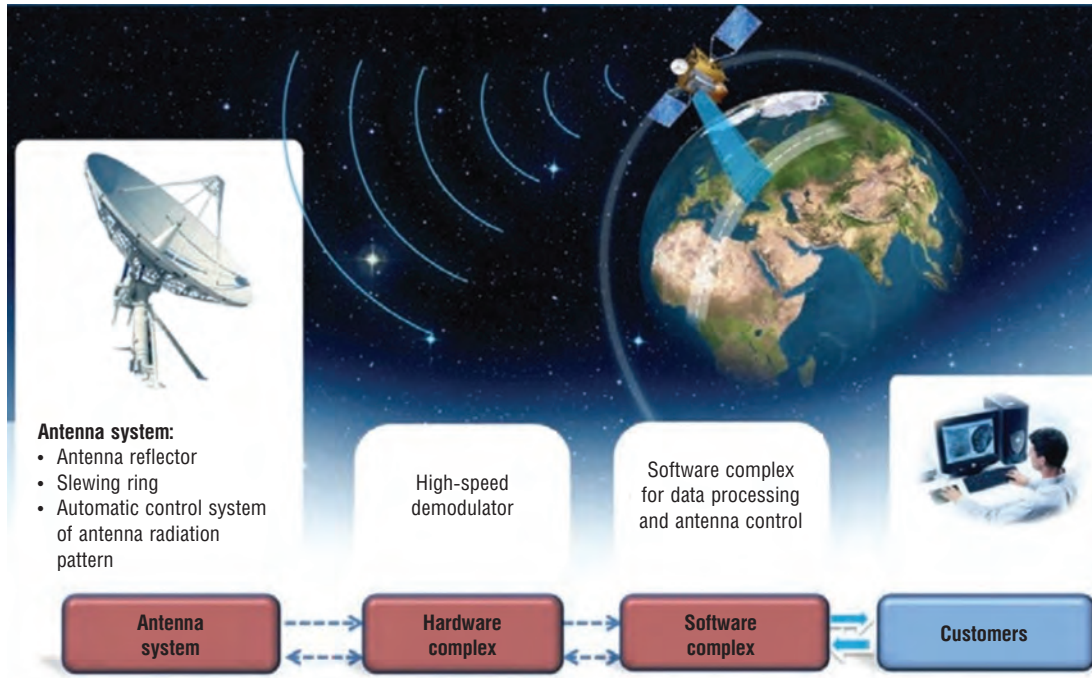 Antenna system:
• Antenna reflector
• Slewing ring
• Automatic control system
of antenna radiation
pattern
High-speed
demodulator
Software complex
for data processing
and antenna control
Antenna
system
Hardware
complex
Software
complex
Customers